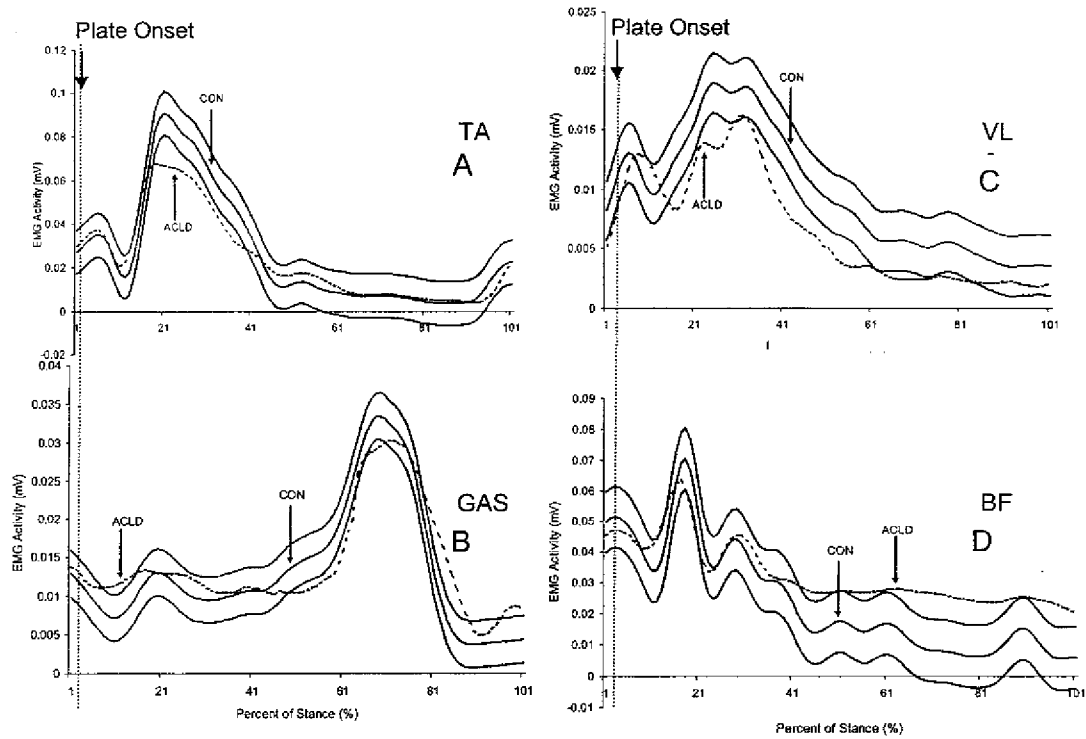 Plate Onset
0.12
0.1
0.08
0.06
0.04
0.02
0
-0.02
EMG Activity (mV)
CON
ACLD
TA
A
1 21 41 61 81 101
Plate Onset
0.025
0.02
0.015
0.01
0.005
0
EMG Activity (mV)
CON
ACLD
VL
C
1 21 41 61 81 101
0.04
0.035
0.03
0.025
0.02
0.015
0.01
0.005
0
EMG Activity (mV)
ACLD
CON
GAS
B
1 21 41 61 81 101
Percent of Stance (%)
0.09
0.08
0.07
0.06
0.05
0.04
0.03
0.02
0.01
0
-0.01
EMG Activity (mV)
CON
ACLD
BF
D
1 21 41 61 81 101
Percent of Stance (%)